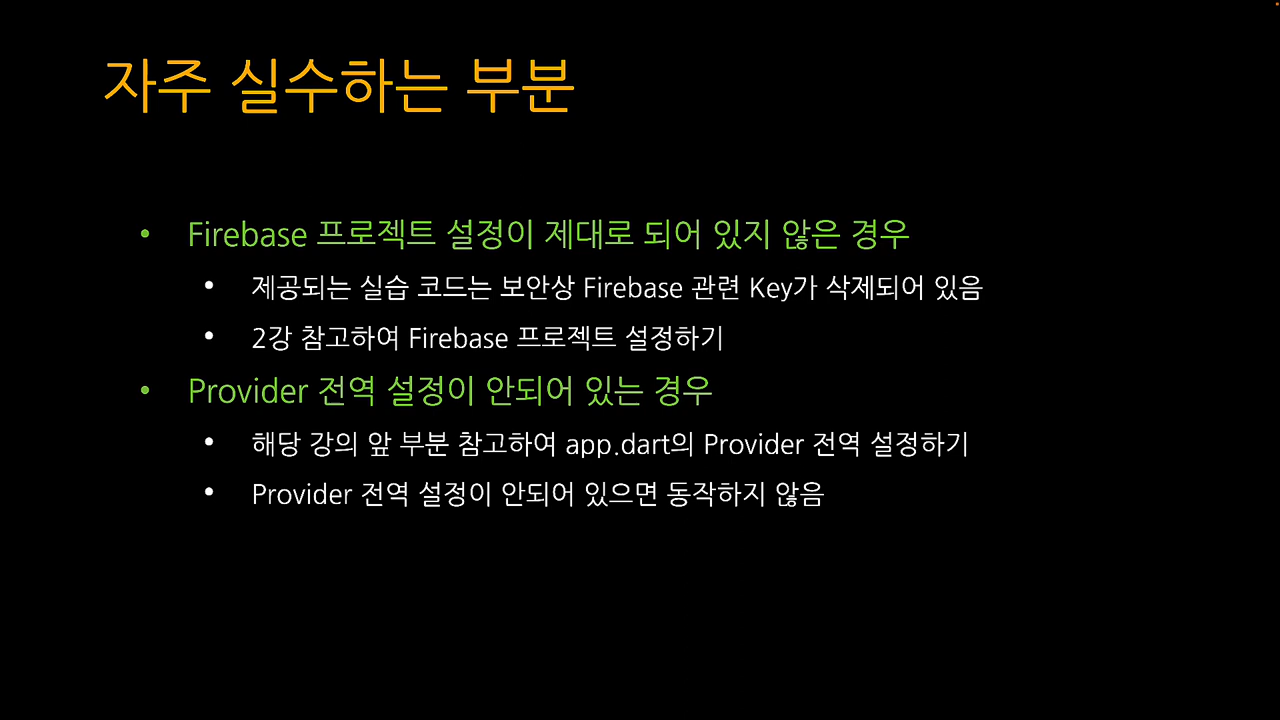 자주 실수하는 부분
• Firebase 프로젝트 설정이 제대로 되어 있지 않은 경우
• 제공되는 실습 코드는 보안상 Firebase 관련 Key가 삭제되어 있음
• 2강 참고하여 Firebase 프로젝트 설정하기
• Provider 전역 설정이 안되어 있는 경우
• 해당 강의 앞 부분 참고하여 app.dart의 Provider 전역 설정하기
• Provider 전역 설정이 안되어 있으면 동작하지 않음